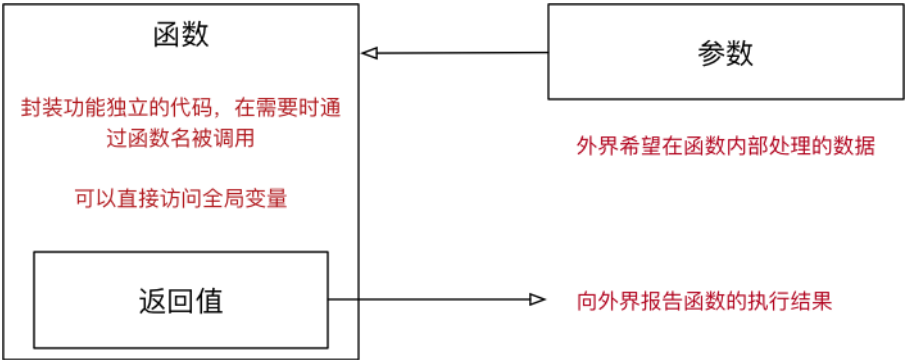 函数
封装功能独立的代码，在需要时通
过函数名被调用
可以直接访问全局变量
返回值
参数
外界希望在函数内部处理的数据
向外界报告函数的执行结果